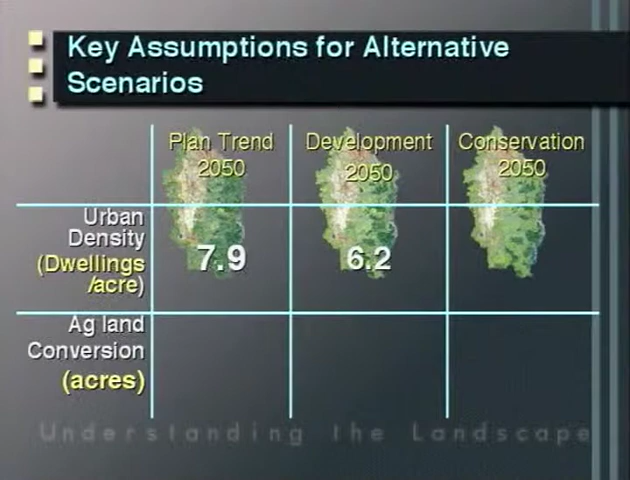 Key Assumptions for Alternative
Scenarios
Plan Trend
2050
Development
2050
Conservation
2050
Urban
Density
(Dwellings
/acre)
7.9
6.2
Ag land
Conversion
(acres)
Understanding the Landscape